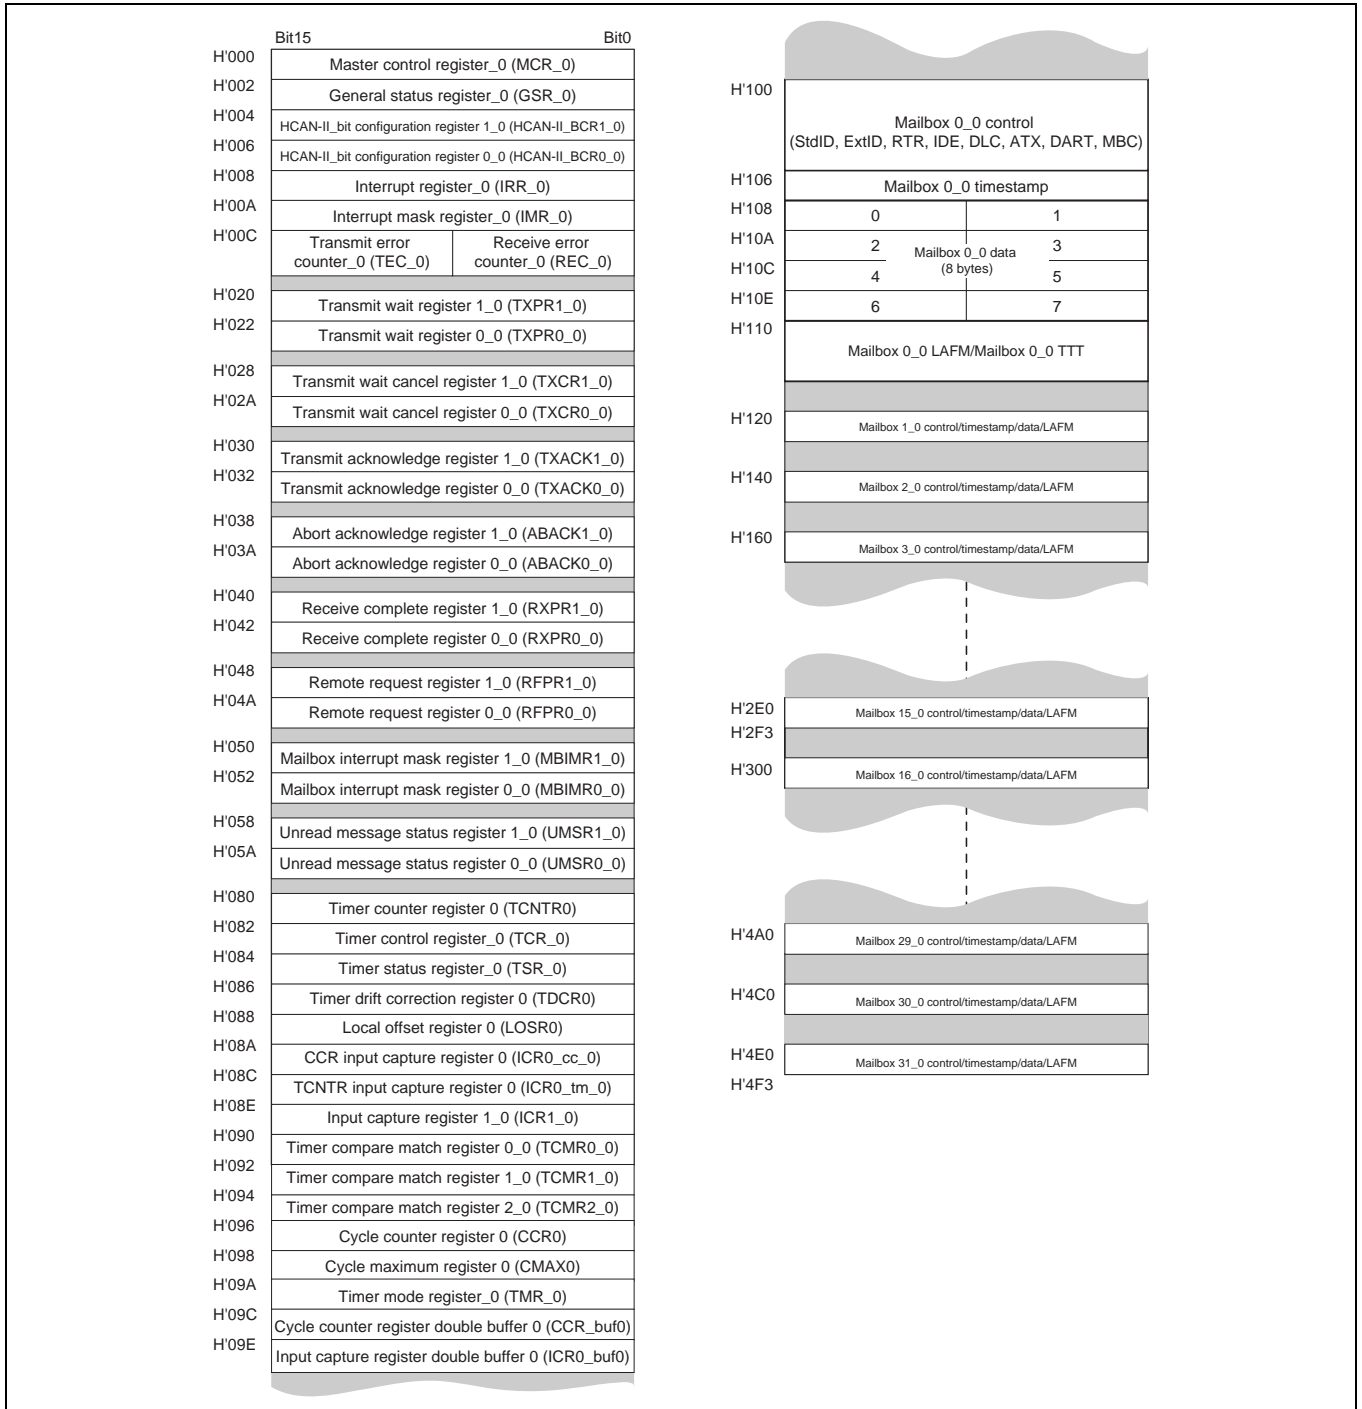 Bit15 Bit0
H'000 Master control register_0 (MCR_0)
H'002 General status register_0 (GSR_0)
H'004 HCAN-II_bit configuration register 1_0 (HCAN-II_BCR1_0)
H'006 HCAN-II_bit configuration register 0_0 (HCAN-II_BCR0_0)
H'008 Interrupt register_0 (IRR_0)
H'00A Interrupt mask register_0 (IMR_0)
H'00C Transmit error Receive error
counter_0 (TEC_0) counter_0 (REC_0)
H'020 Transmit wait register 1_0 (TXPR1_0)
H'022 Transmit wait register 0_0 (TXPR0_0)
H'028 Transmit wait cancel register 1_0 (TXCR1_0)
H'02A Transmit wait cancel register 0_0 (TXCR0_0)
H'030 Transmit acknowledge register 1_0 (TXACK1_0)
H'032 Transmit acknowledge register 0_0 (TXACK0_0)
H'038 Abort acknowledge register 1_0 (ABACK1_0)
H'03A Abort acknowledge register 0_0 (ABACK0_0)
H'040 Receive complete register 1_0 (RXPR1_0)
H'042 Receive complete register 0_0 (RXPR0_0)
H'048 Remote request register 1_0 (RFPR1_0)
H'04A Remote request register 0_0 (RFPR0_0)
H'050 Mailbox interrupt mask register 1_0 (MBIMR1_0)
H'052 Mailbox interrupt mask register 0_0 (MBIMR0_0)
H'058 Unread message status register 1_0 (UMSR1_0)
H'05A Unread message status register 0_0 (UMSR0_0)
H'080 Timer counter register 0 (TCNTR0)
H'082 Timer control register_0 (TCR_0)
H'084 Timer status register_0 (TSR_0)
H'086 Timer drift correction register 0 (TDCR0)
H'088 Local offset register 0 (LOSR0)
H'08A CCR input capture register 0 (ICR0_cc_0)
H'08C TCNTR input capture register 0 (ICR0_tm_0)
H'08E Input capture register 1_0 (ICR1_0)
H'090 Timer compare match register 0_0 (TCMR0_0)
H'092 Timer compare match register 1_0 (TCMR1_0)
H'094 Timer compare match register 2_0 (TCMR2_0)
H'096 Cycle counter register 0 (CCR0)
H'098 Cycle maximum register 0 (CMAX0)
H'09A Timer mode register_0 (TMR_0)
H'09C Cycle counter register double buffer 0 (CCR_buf0)
H'09E Input capture register double buffer 0 (ICR0_buf0)
H'100 Mailbox 0_0 control
(StdID, ExtID, RTR, IDE, DLC, ATX, DART, MBC)
H'106 Mailbox 0_0 timestamp
H'108 0 1
H'10A 2 Mailbox 0_0 data 3
H'10C 4 (8 bytes) 5
H'10E 6 7
H'110 Mailbox 0_0 LAFM/Mailbox 0_0 TTT
H'120 Mailbox 1_0 control/timestamp/data/LAFM
H'140 Mailbox 2_0 control/timestamp/data/LAFM
H'160 Mailbox 3_0 control/timestamp/data/LAFM
H'2E0 Mailbox 15_0 control/timestamp/data/LAFM
H'2F3
H'300 Mailbox 16_0 control/timestamp/data/LAFM
H'4A0 Mailbox 29_0 control/timestamp/data/LAFM
H'4C0 Mailbox 30_0 control/timestamp/data/LAFM
H'4E0 Mailbox 31_0 control/timestamp/data/LAFM
H'4F3